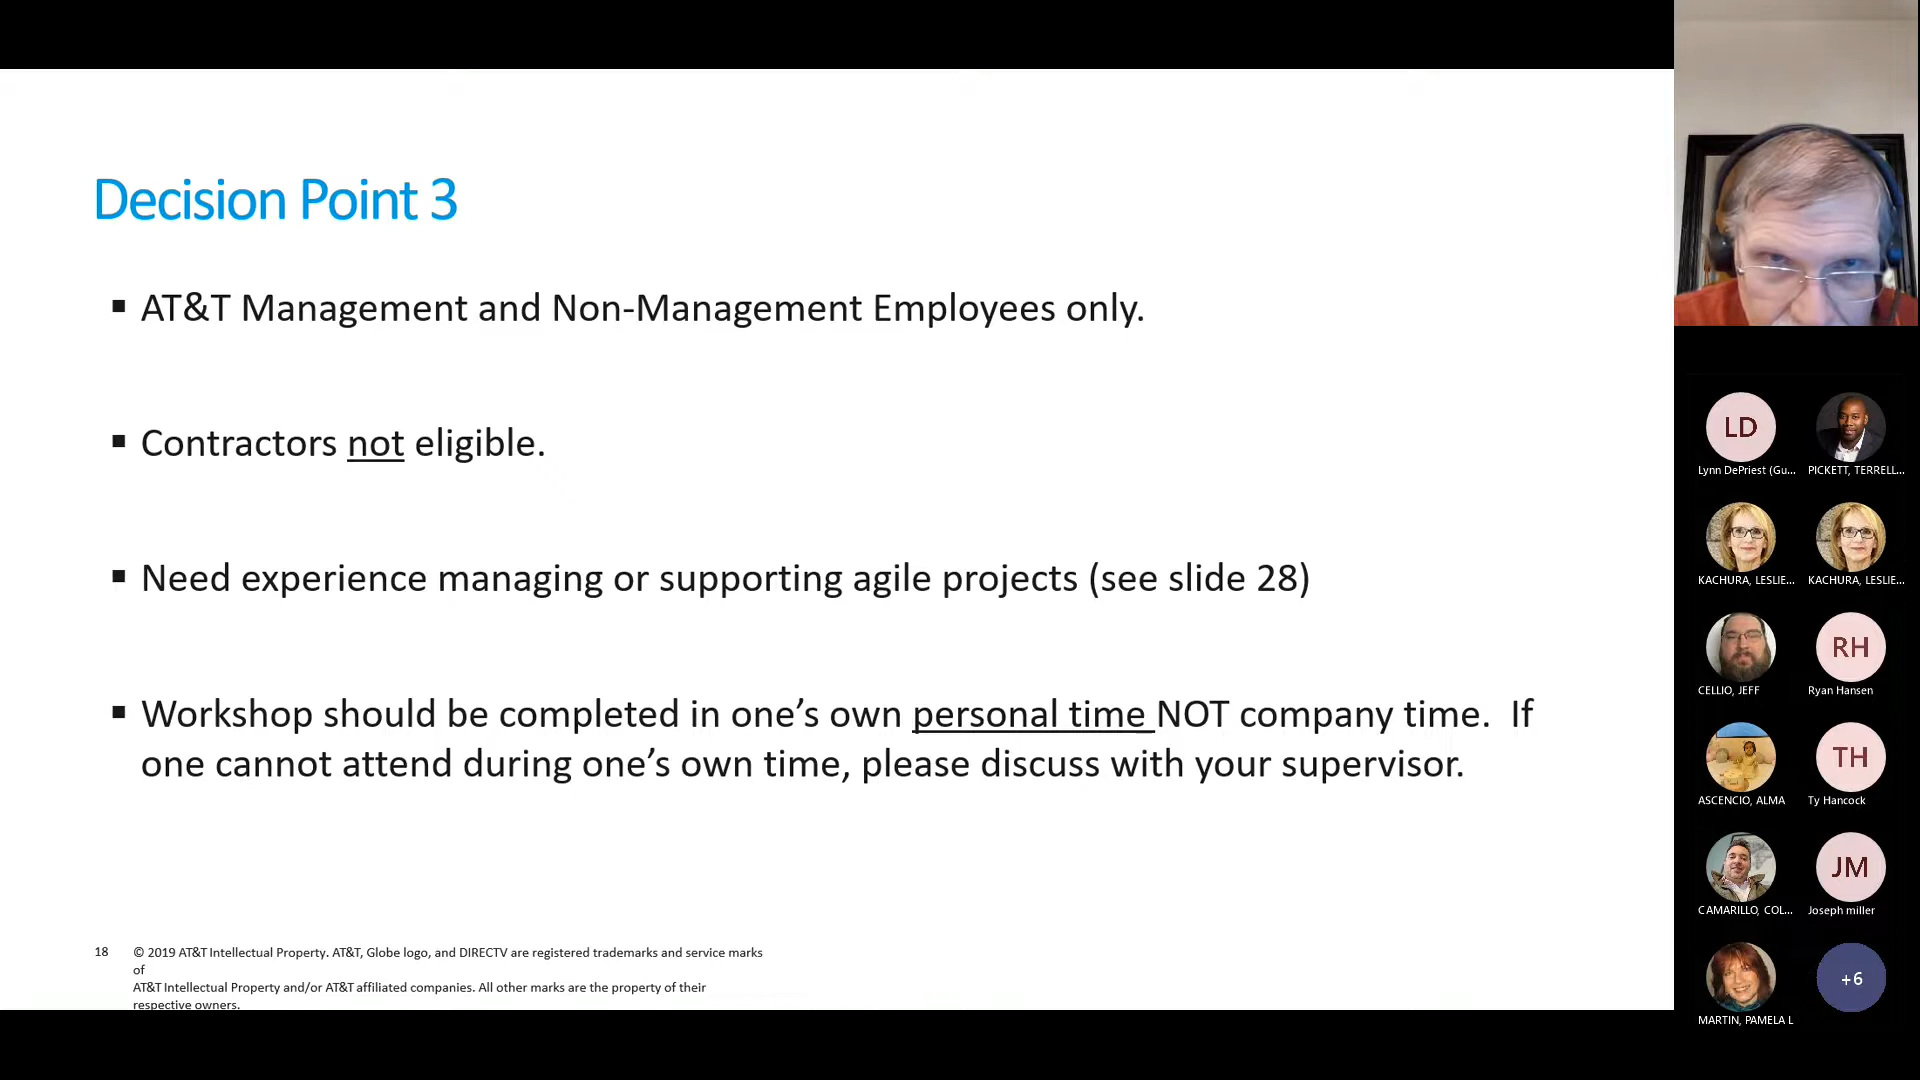 Decision Point 3
▪ AT&T Management and Non-Management Employees only.
▪ Contractors not eligible.
▪ Need experience managing or supporting agile projects (see slide 28)
▪ Workshop should be completed in one’s own personal time NOT company time.  If
one cannot attend during one’s own time, please discuss with your supervisor.
18
© 2019 AT&T Intellectual Property. AT&T, Globe logo, and DIRECTV are registered trademarks and service marks
of
AT&T Intellectual Property and/or AT&T affiliated companies. All other marks are the property of their
respective owners.
LD
Lynn DePriest (Gu...
PICKETT, TERRELL...
KACHURA, LESLIE...
KACHURA, LESLIE...
CELLIO, JEFF
RH
Ryan Hansen
ASCENCIO, ALMA
TH
Ty Hancock
CAMARILLO, COL...
JM
Joseph miller
MARTIN, PAMELA L
+6